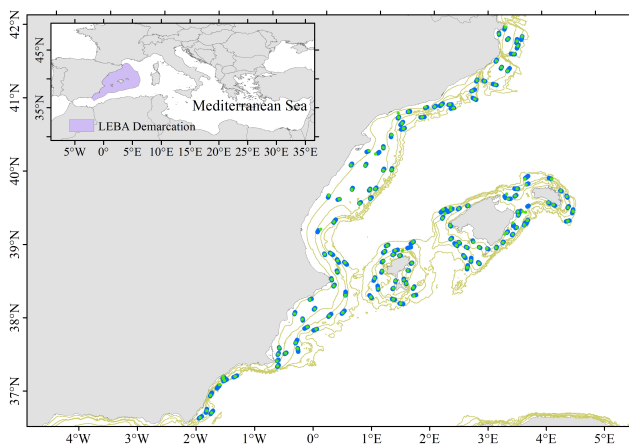 42°N
41°N
40°N
39°N
38°N
37°N
45°N
35°N
Mediterranean Sea
LEBA Demarcation
5°W 0° 5°E 10°E 15°E 20°E 25°E 30°E 35°E
4°W 3°W 2°W 1°W 0° 1°E 2°E 3°E 4°E 5°E